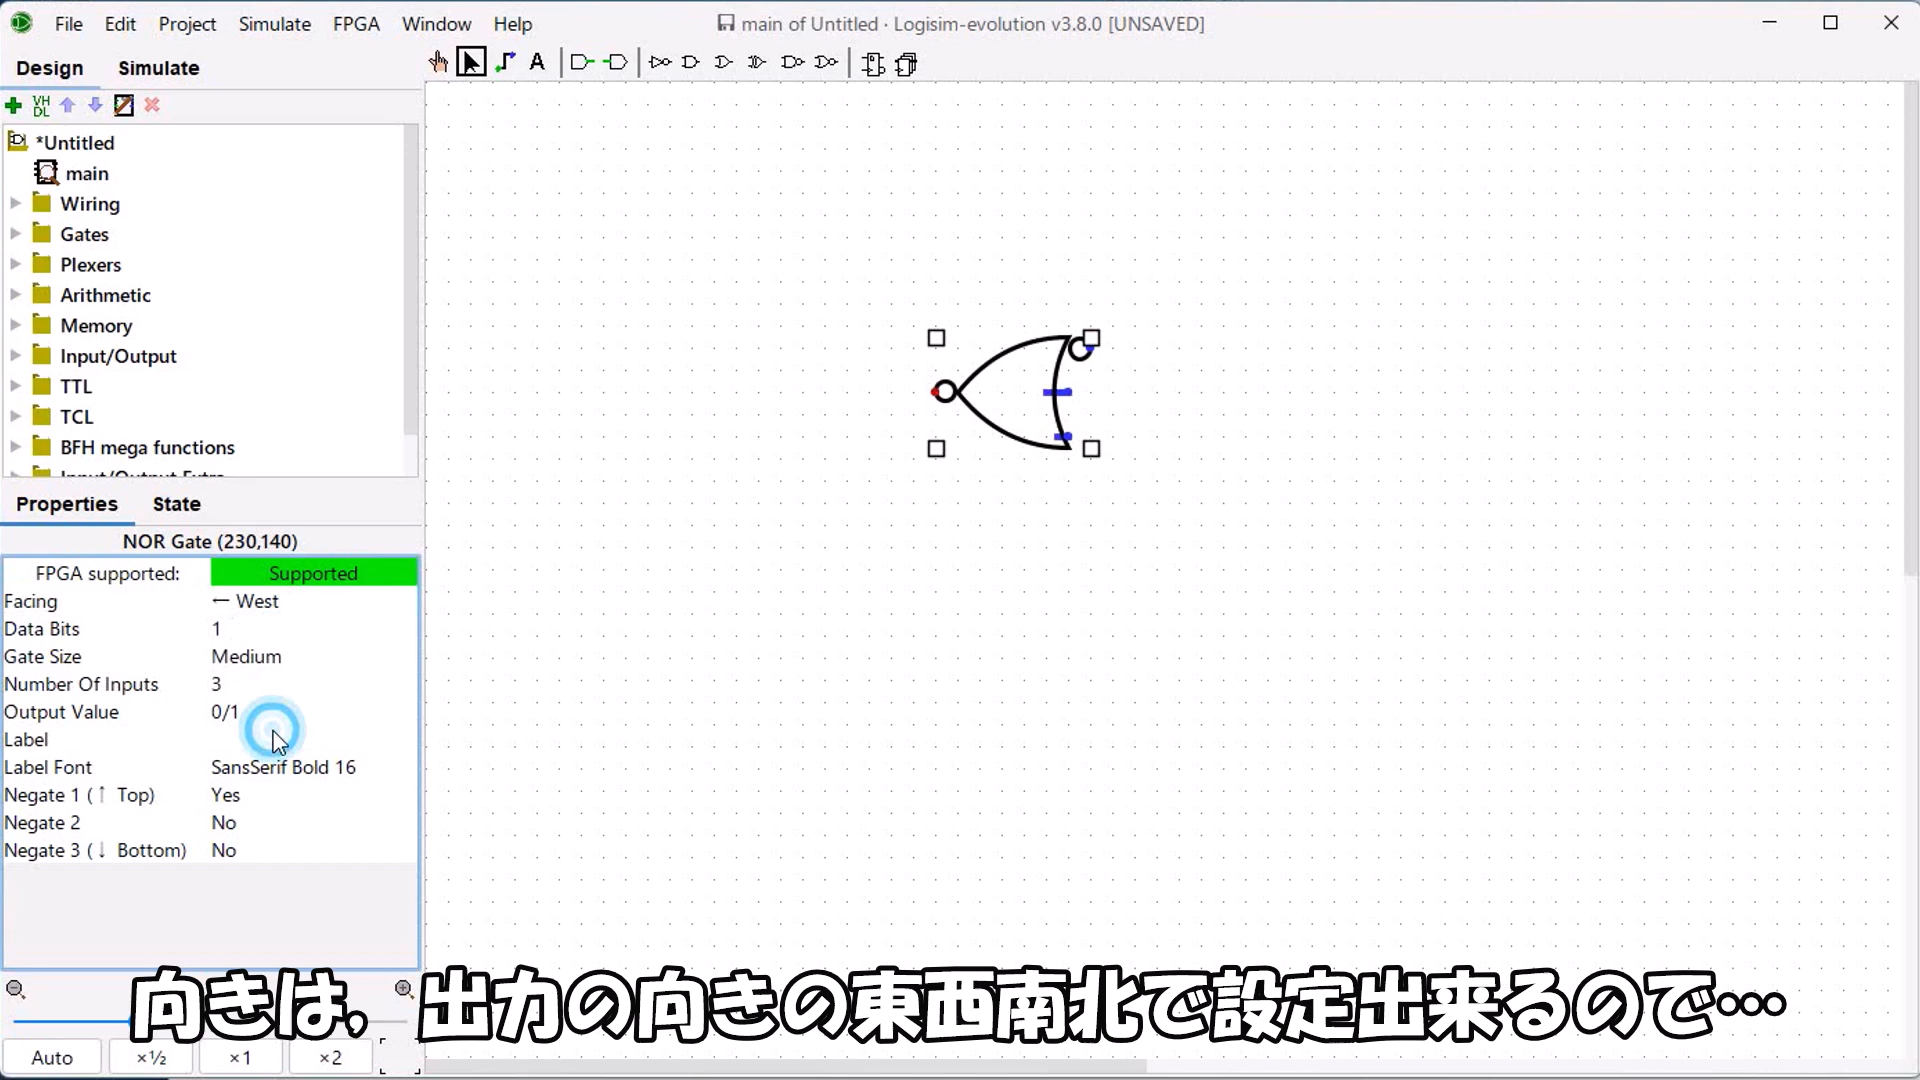 File Edit Project Simulate FPGA Window Help
main of Untitled · Logisim-evolution v3.8.0 [UNSAVED]
Design Simulate
A
VH
DL
*Untitled
main
Wiring
Gates
Plexers
Arithmetic
Memory
Input/Output
TTL
TCL
BFH mega functions
Input/Output Extra
Properties State
NOR Gate (230,140)
FPGA supported: Supported
Facing ← West
Data Bits 1
Gate Size Medium
Number Of Inputs 3
Output Value 0/1
Label
Label Font SansSerif Bold 16
Negate 1 (↑ Top) Yes
Negate 2 No
Negate 3 (↓ Bottom) No
向きは，出力の向きの東西南北で設定出来るので…
Auto ×½ ×1 ×2